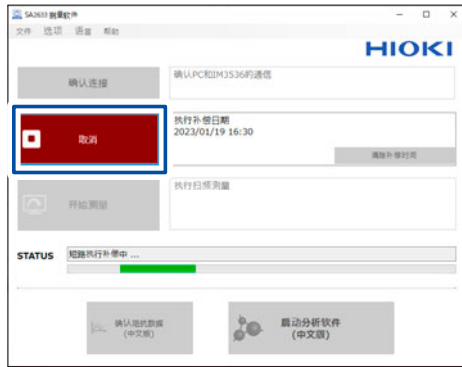 SA2633 测量软件
文件 选项 语言 帮助
HIOKI
确认连接
确认PC和IM3536的通信
取消
执行补偿日期
2023/01/19 16:30
清除补偿时间
开始测量
执行扫频测量
STATUS 短路执行补偿中 ...
确认阻抗数据
(中文版)
启动分析软件
(中文版)